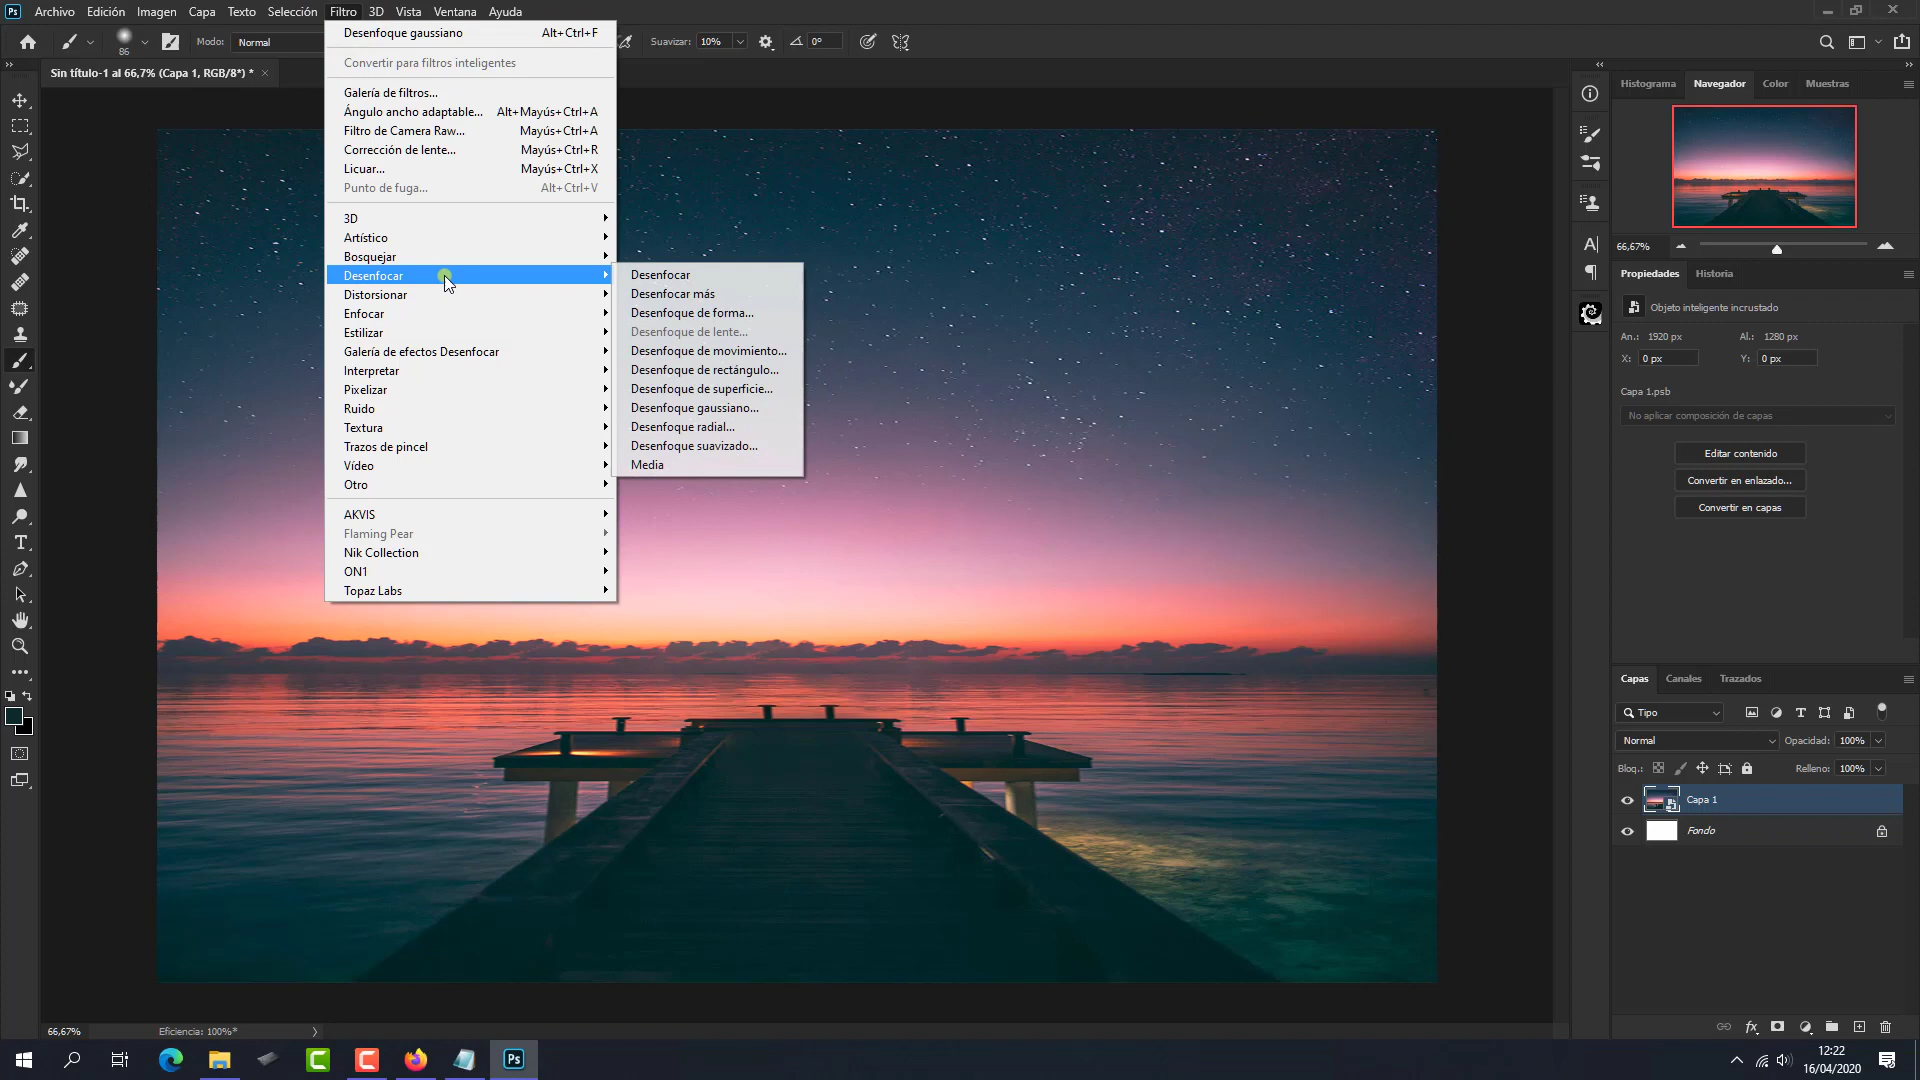 Ps Archivo Edición Imagen Capa Texto Selección Filtro 3D Vista Ventana Ayuda
86 Modo: Normal Suavizar: 10% 0°
Sin título-1 al 66,7% (Capa 1, RGB/8*) * ×
Desenfoque gaussiano Alt+Ctrl+F
Convertir para filtros inteligentes
Galería de filtros...
Ángulo ancho adaptable... Alt+Mayús+Ctrl+A
Filtro de Camera Raw... Mayús+Ctrl+A
Corrección de lente... Mayús+Ctrl+R
Licuar... Mayús+Ctrl+X
Punto de fuga... Alt+Ctrl+V
3D
Artístico
Bosquejar
Desenfocar
Distorsionar
Enfocar
Estilizar
Galería de efectos Desenfocar
Interpretar
Pixelizar
Ruido
Textura
Trazos de pincel
Vídeo
Otro
AKVIS
Flaming Pear
Nik Collection
ON1
Topaz Labs
Desenfocar
Desenfocar más
Desenfoque de forma...
Desenfoque de lente...
Desenfoque de movimiento...
Desenfoque de rectángulo...
Desenfoque de superficie...
Desenfoque gaussiano...
Desenfoque radial...
Desenfoque suavizado...
Media
Histograma Navegador Color Muestras
66,67%
Propiedades Historia
Objeto inteligente incrustado
An.: 1920 px Al.: 1280 px
X: 0 px Y: 0 px
Capa 1.psb
No aplicar composición de capas
Editar contenido
Convertir en enlazado...
Convertir en capas
Capas Canales Trazados
Tipo
Normal Opacidad: 100%
Bloq.: Relleno: 100%
Capa 1
Fondo
fx
66,67% Eficiencia: 100%*
Ps
12:22
16/04/2020